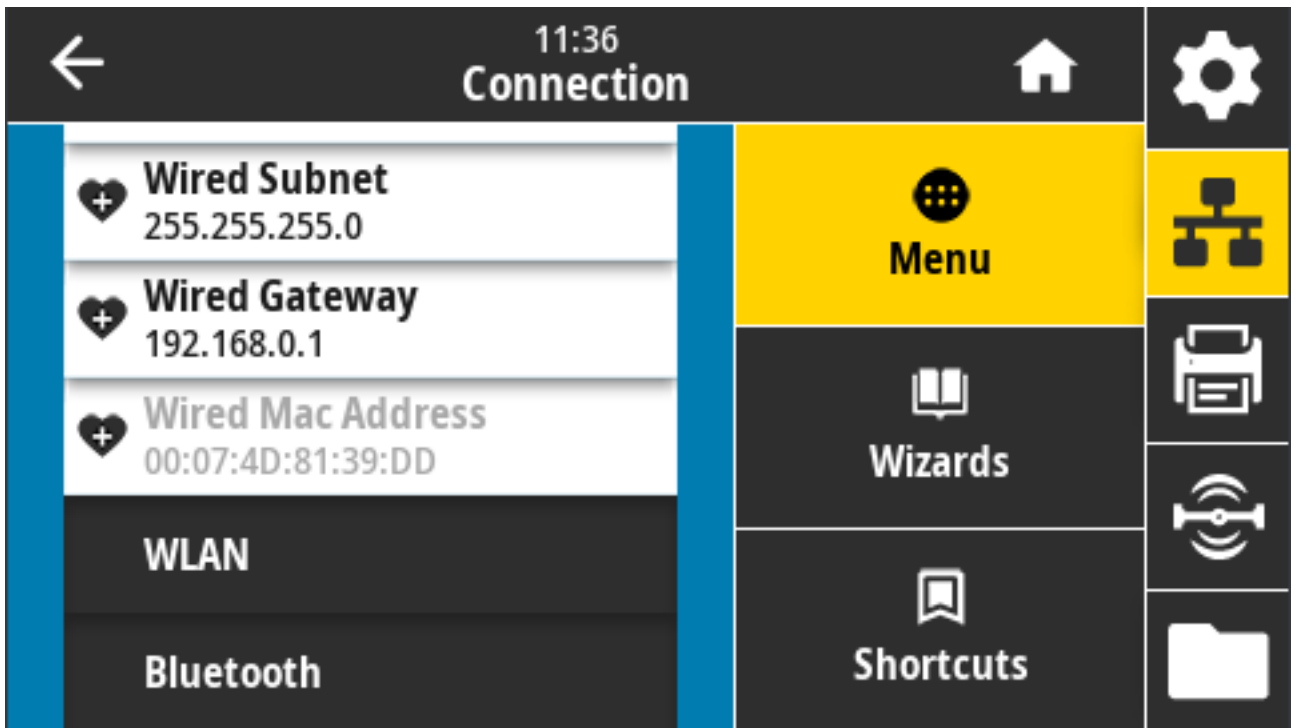 11:36
Connection
Wired Subnet
255.255.255.0
Wired Gateway
192.168.0.1
Wired Mac Address
00:07:4D:81:39:DD
WLAN
Bluetooth
Menu
Wizards
Shortcuts